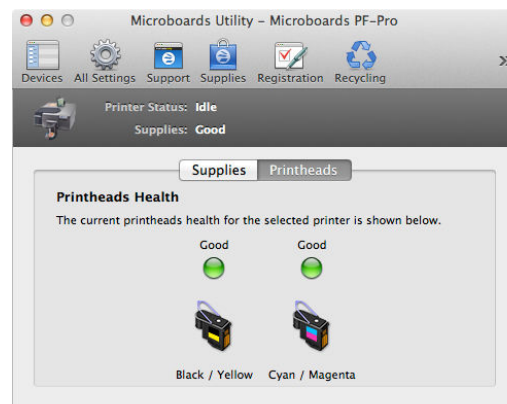 Microboards Utility – Microboards PF-Pro
Devices All Settings Support Supplies Registration Recycling »
Printer Status: Idle
Supplies: Good
Supplies Printheads
Printheads Health
The current printheads health for the selected printer is shown below.
Good Good
Black / Yellow Cyan / Magenta